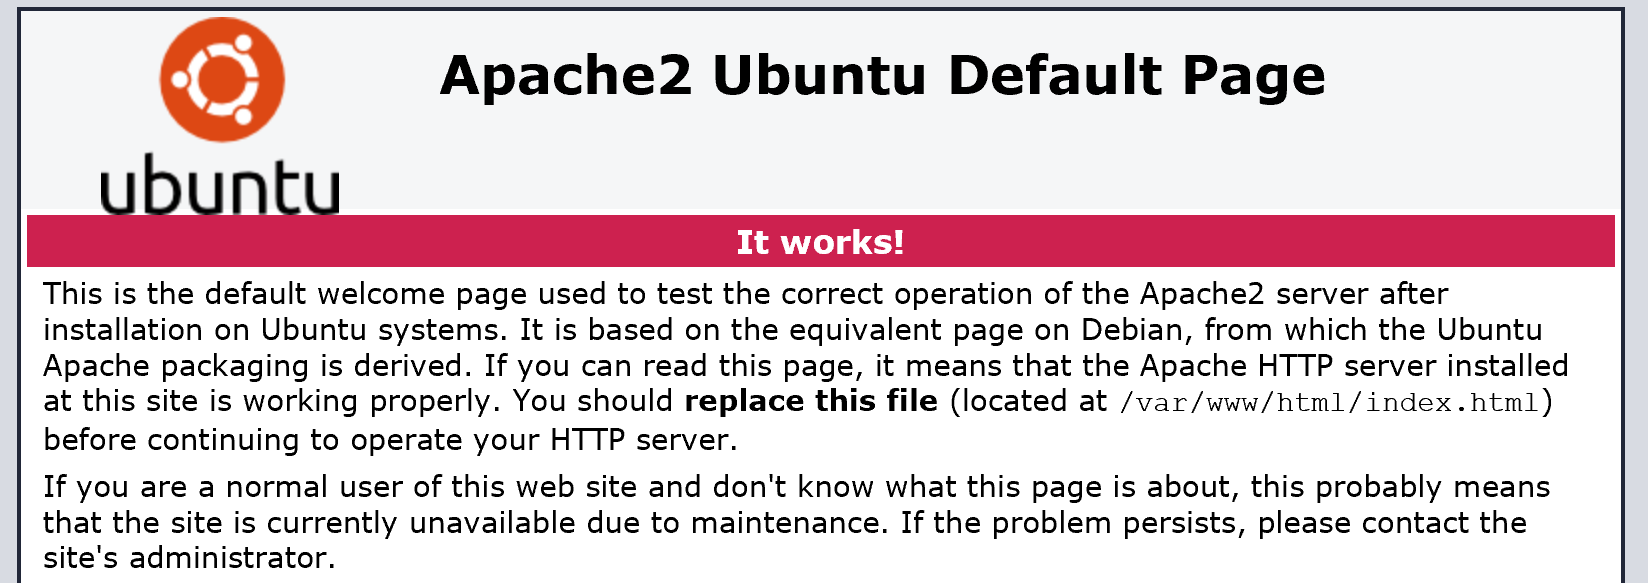 ubuntu
Apache2 Ubuntu Default Page
It works!
This is the default welcome page used to test the correct operation of the Apache2 server after
installation on Ubuntu systems. It is based on the equivalent page on Debian, from which the Ubuntu
Apache packaging is derived. If you can read this page, it means that the Apache HTTP server installed
at this site is working properly. You should replace this file (located at /var/www/html/index.html)
before continuing to operate your HTTP server.
If you are a normal user of this web site and don't know what this page is about, this probably means
that the site is currently unavailable due to maintenance. If the problem persists, please contact the
site's administrator.